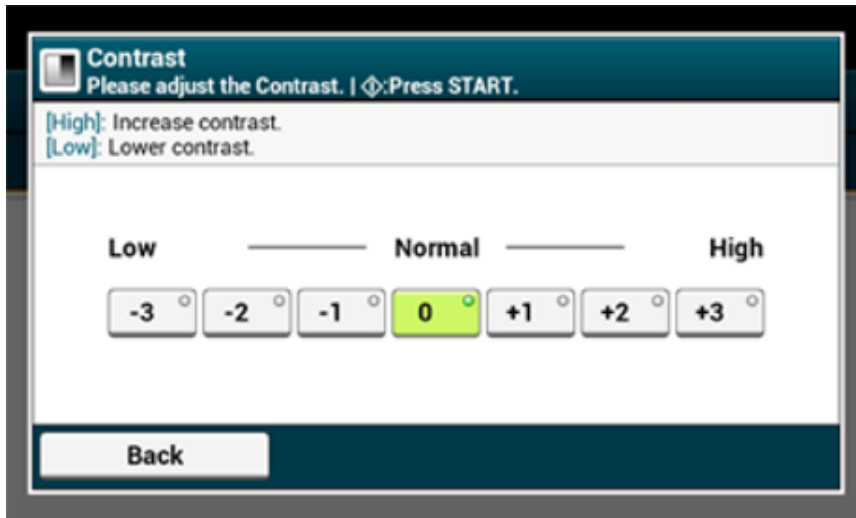 Contrast
Please adjust the Contrast. | :Press START.
[High]: Increase contrast.
[Low]: Lower contrast.
Low Normal High
-3 -2 -1 0 +1 +2 +3
Back